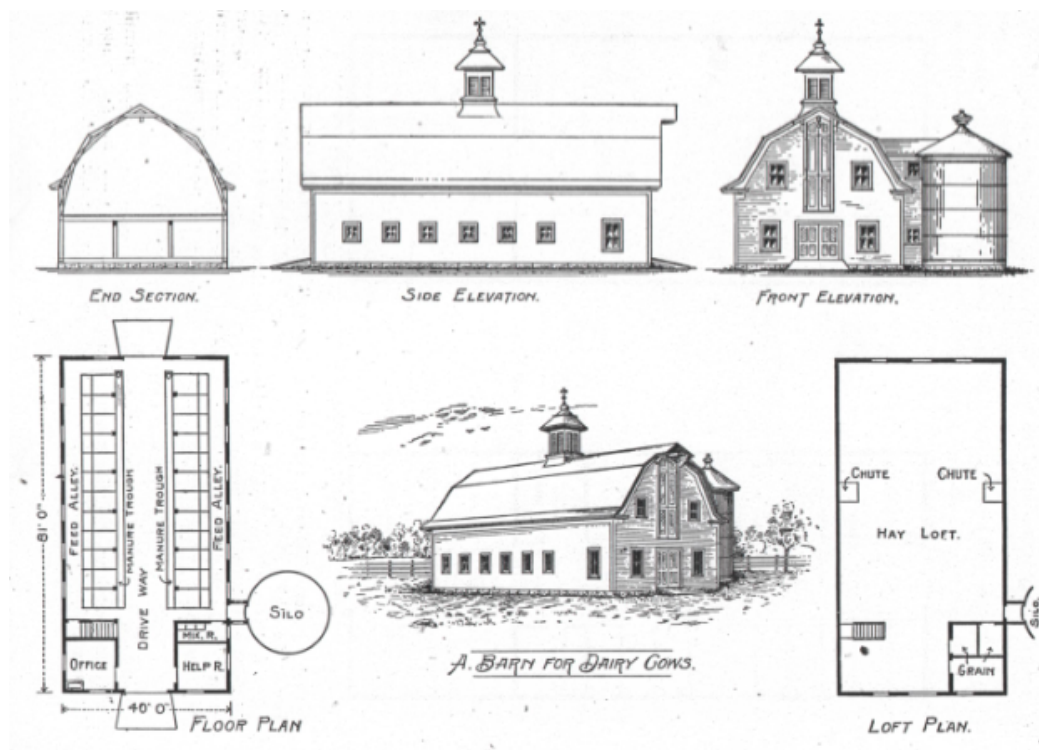 END SECTION.
SIDE ELEVATION.
FRONT ELEVATION.
81' 0"
FEED ALLEY.
MANURE TROUGH
MANURE TROUGH
FEED ALLEY.
DRIVE WAY
SILO
MIX. R.
OFFICE
HELP R.
40' 0"
FLOOR PLAN
A. BARN FOR DAIRY COWS.
CHUTE
CHUTE
HAY LOFT.
SILO
GRAIN
LOFT PLAN.